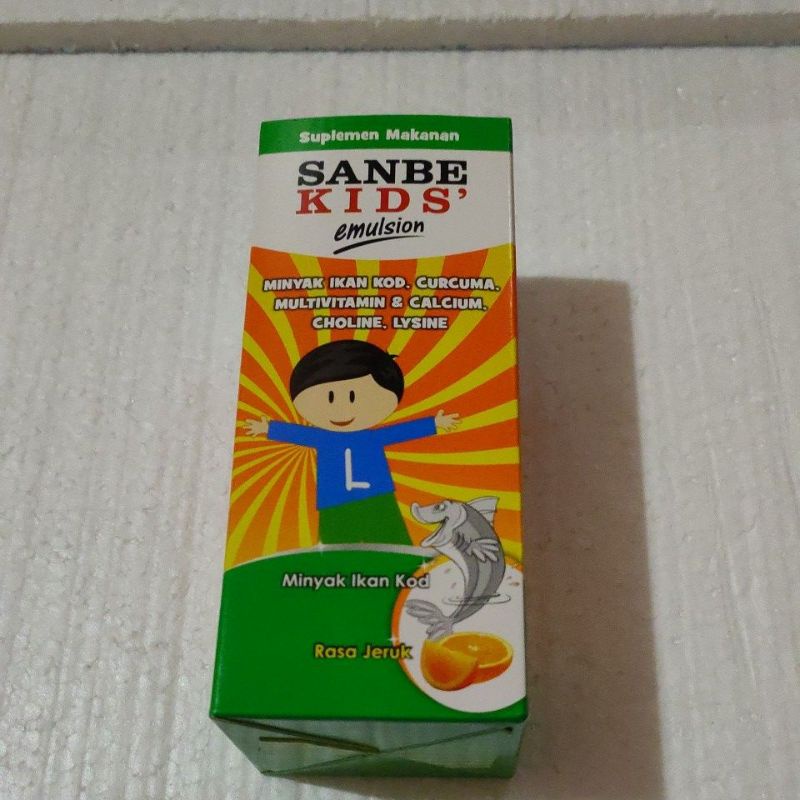 Suplemen Makanan
SANBE
KIDS'
emulsion
MINYAK IKAN KOD, CURCUMA,
MULTIVITAMIN & CALCIUM,
CHOLINE, LYSINE
L
Minyak Ikan Kod
Rasa Jeruk